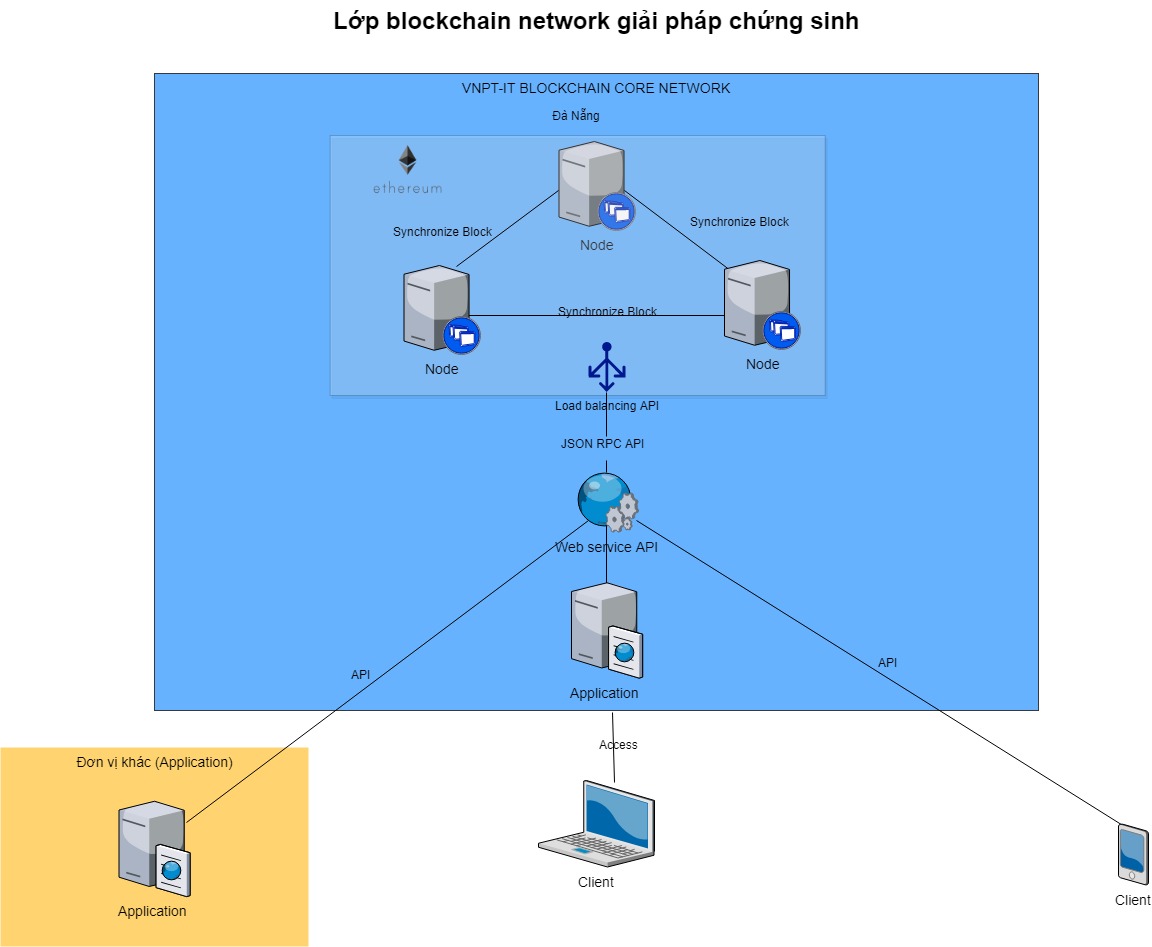 Lớp blockchain network giải pháp chứng sinh
VNPT-IT BLOCKCHAIN CORE NETWORK
Đà Nẵng
ethereum
Node
Synchronize Block
Synchronize Block
Synchronize Block
Node
Node
Load balancing API
JSON RPC API
Web service API
API
API
Application
Access
Đơn vị khác (Application)
Application
Client
Client